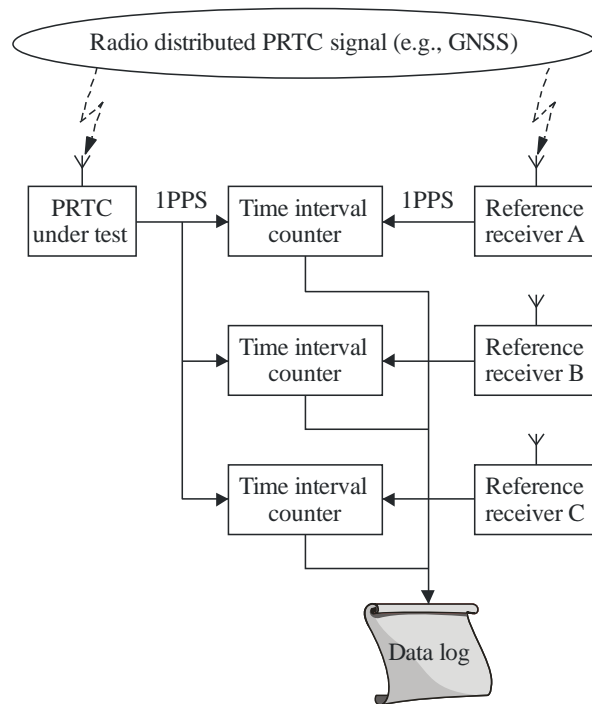 Radio distributed PRTC signal (e.g., GNSS)
PRTC
under test
1PPS
Time interval
counter
1PPS
Reference
receiver A
Time interval
counter
Reference
receiver B
Time interval
counter
Reference
receiver C
Data log